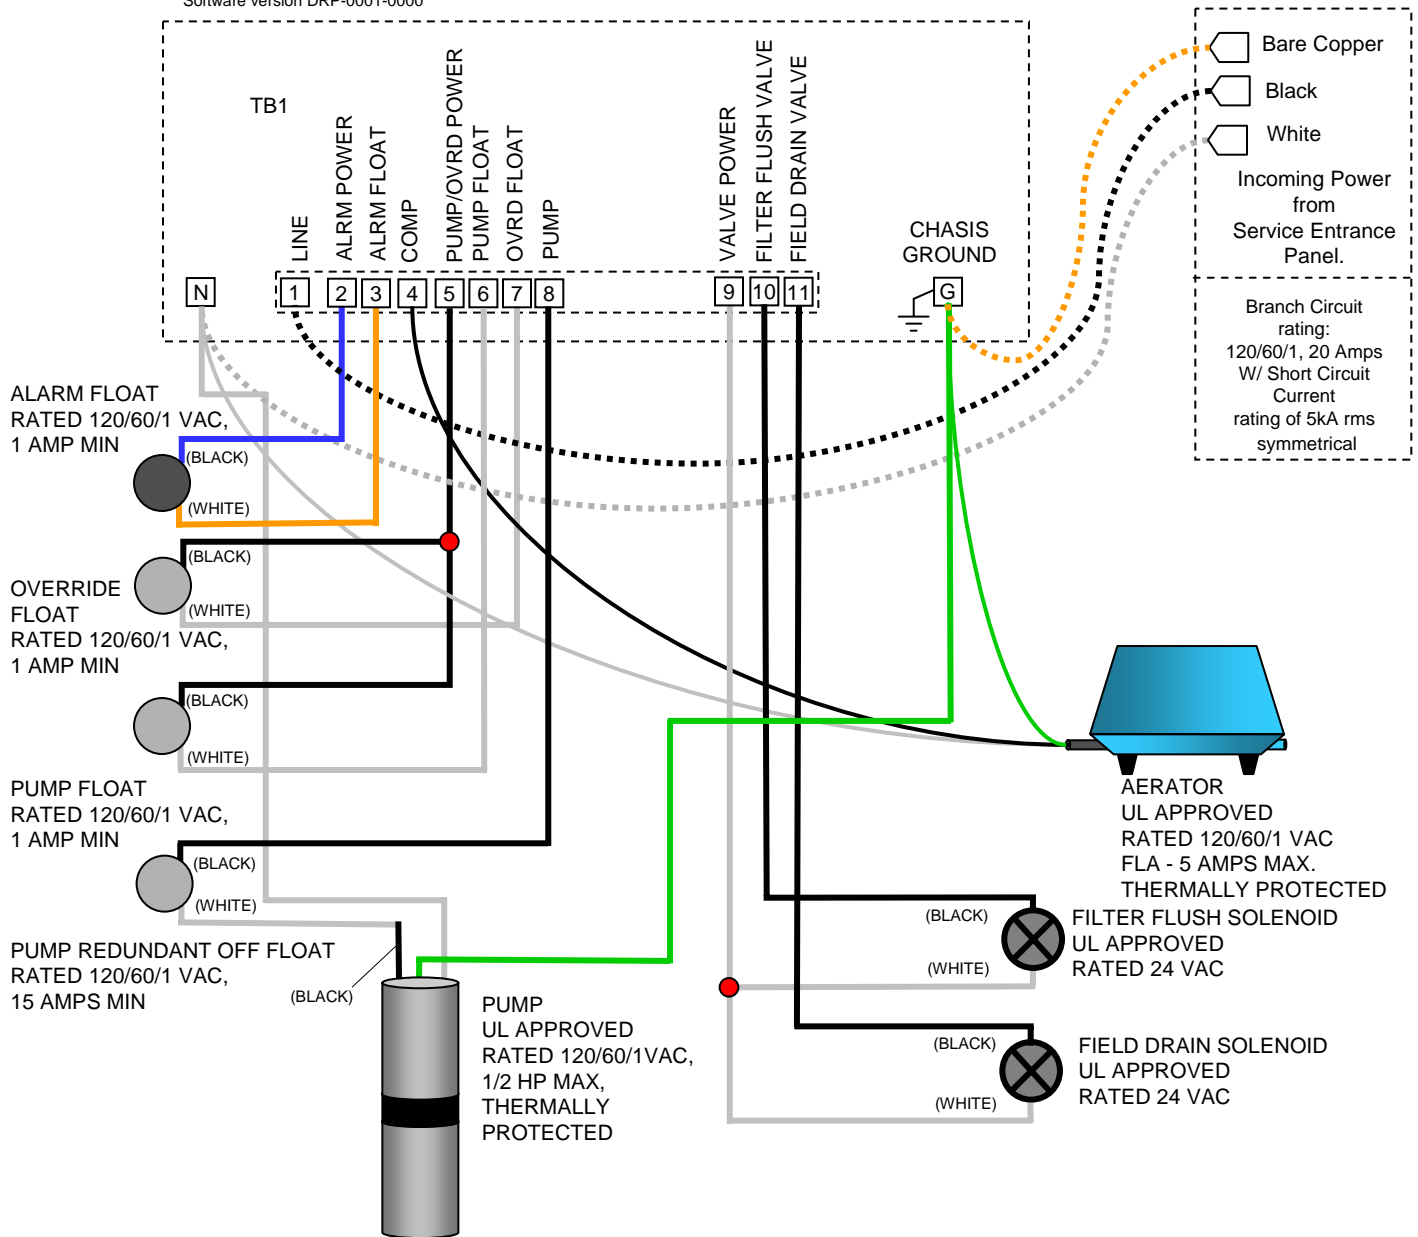 Software version DRP-0001-0000
TB1
LINE
ALRM POWER
ALRM FLOAT
COMP
PUMP/OVRD POWER
PUMP FLOAT
OVRD FLOAT
PUMP
VALVE POWER
FILTER FLUSH VALVE
FIELD DRAIN VALVE
CHASIS
GROUND
N
1
2
3
4
5
6
7
8
9
10
11
G
Bare Copper
Black
White
Incoming Power
from
Service Entrance
Panel.
Branch Circuit
rating:
120/60/1, 20 Amps
W/ Short Circuit
Current
rating of 5kA rms
symmetrical
ALARM FLOAT
RATED 120/60/1 VAC,
1 AMP MIN
(BLACK)
(WHITE)
(BLACK)
OVERRIDE
FLOAT
RATED 120/60/1 VAC,
1 AMP MIN
(WHITE)
(BLACK)
(WHITE)
PUMP FLOAT
RATED 120/60/1 VAC,
1 AMP MIN
(BLACK)
(WHITE)
PUMP REDUNDANT OFF FLOAT
RATED 120/60/1 VAC,
15 AMPS MIN
(BLACK)
PUMP
UL APPROVED
RATED 120/60/1VAC,
1/2 HP MAX,
THERMALLY
PROTECTED
AERATOR
UL APPROVED
RATED 120/60/1 VAC
FLA - 5 AMPS MAX.
THERMALLY PROTECTED
(BLACK)
(WHITE)
FILTER FLUSH SOLENOID
UL APPROVED
RATED 24 VAC
(BLACK)
(WHITE)
FIELD DRAIN SOLENOID
UL APPROVED
RATED 24 VAC